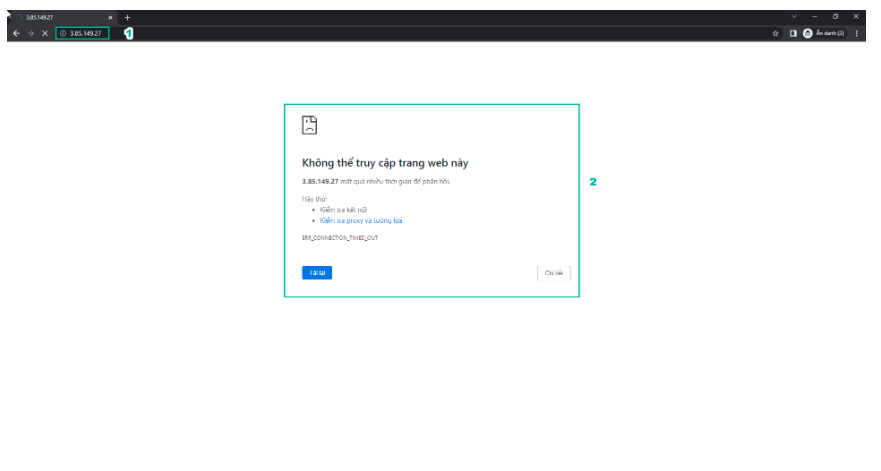 3.85.149.27
3.85.149.27
1
Ẩn danh (2)
Không thể truy cập trang web này
3.85.149.27 mất quá nhiều thời gian để phản hồi.
2
Hãy thử:
Kiểm tra kết nối
Kiểm tra proxy và tường lửa
ERR_CONNECTION_TIMED_OUT
Tải lại
Chi tiết